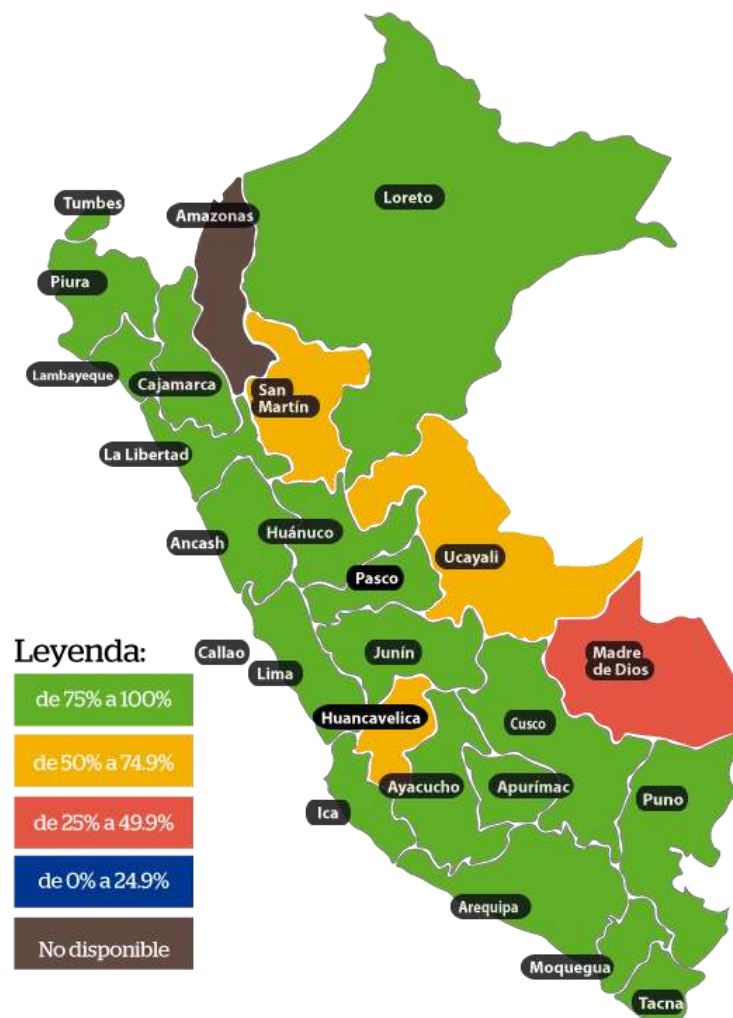 Tumbes
Amazonas
Loreto
Piura
Lambayeque
Cajamarca
San
Martín
La Libertad
Ancash
Huánuco
Ucayali
Pasco
Leyenda:
Callao
Lima
Junín
Madre
de Dios
de 75% a 100%
Huancavelica
Cusco
de 50% a 74.9%
Ayacucho
Apurímac
Puno
Ica
de 25% a 49.9%
de 0% a 24.9%
Arequipa
No disponible
Moquegua
Tacna